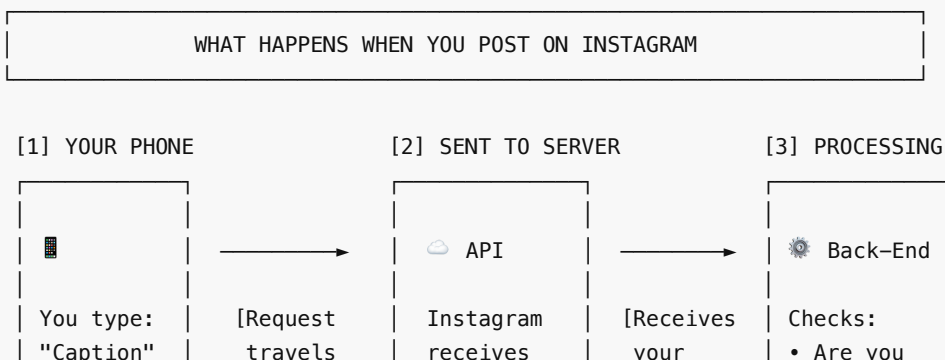 WHAT HAPPENS WHEN YOU POST ON INSTAGRAM
[1] YOUR PHONE [2] SENT TO SERVER [3] PROCESSING
API Back-End
You type: [Request Instagram [Receives Checks:
"Caption" travels receives your • Are you